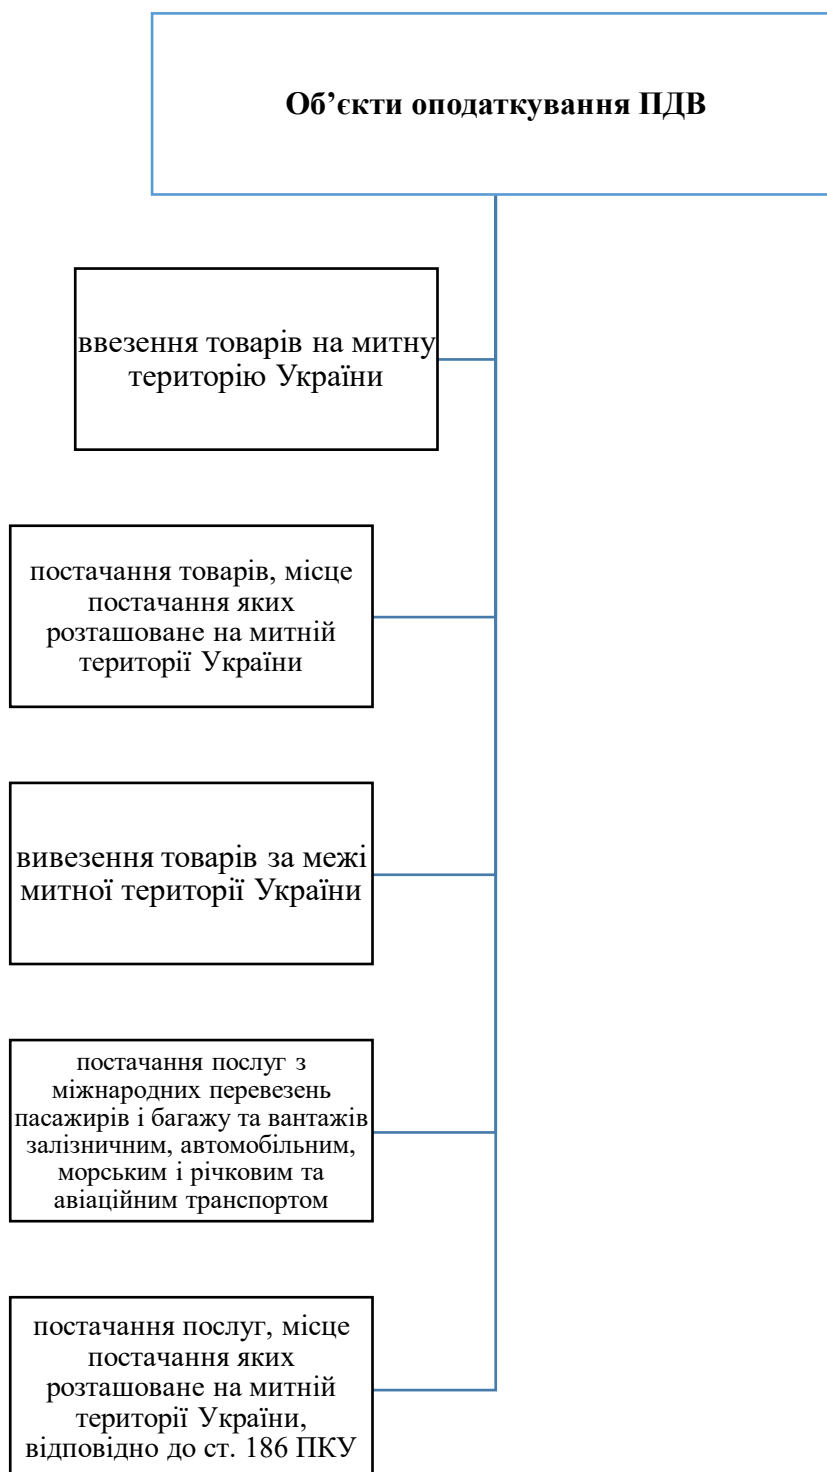 Об’єкти оподаткування ПДВ
ввезення товарів на митну
територію України
постачання товарів, місце
постачання яких
розташоване на митній
території України
вивезення товарів за межі
митної території України
постачання послуг з
міжнародних перевезень
пасажирів і багажу та вантажів
залізничним, автомобільним,
морським і річковим та
авіаційним транспортом
постачання послуг, місце
постачання яких
розташоване на митній
території України,
відповідно до ст. 186 ПКУ